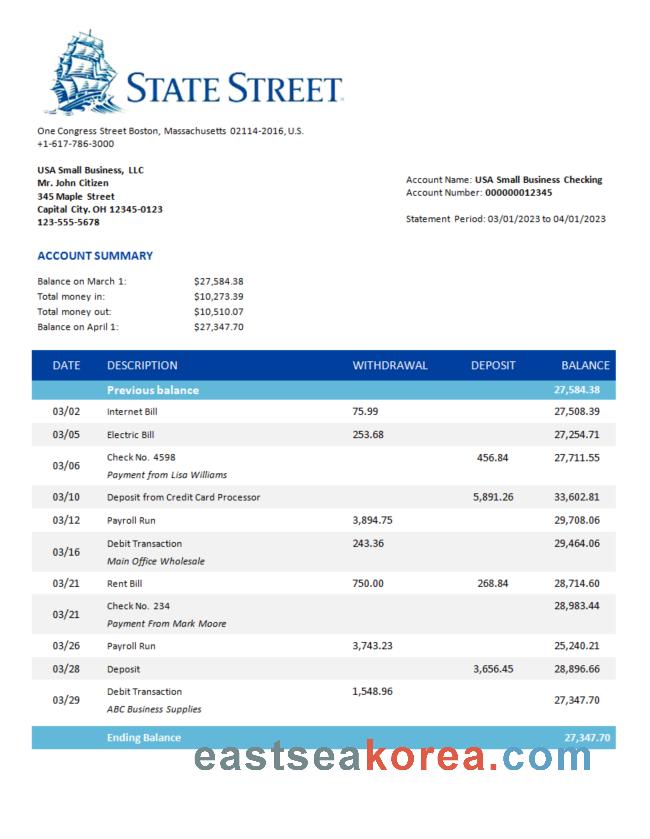 STATE STREET
One Congress Street Boston, Massachusetts 02114-2016, U.S.
+1-617-786-3000
USA Small Business, LLC
Mr. John Citizen
345 Maple Street
Capital City. OH 12345-0123
123-555-5678
Account Name: USA Small Business Checking
Account Number: 000000012345
Statement Period: 03/01/2023 to 04/01/2023
ACCOUNT SUMMARY
Balance on March 1: $27,584.38
Total money in: $10,273.39
Total money out: $10,510.07
Balance on April 1: $27,347.70
DATE DESCRIPTION WITHDRAWAL DEPOSIT BALANCE
Previous balance 27,584.38
03/02 Internet Bill 75.99 27,508.39
03/05 Electric Bill 253.68 27,254.71
03/06 Check No. 4598 456.84 27,711.55
Payment from Lisa Williams
03/10 Deposit from Credit Card Processor 5,891.26 33,602.81
03/12 Payroll Run 3,894.75 29,708.06
03/16 Debit Transaction 243.36 29,464.06
Main Office Wholesale
03/21 Rent Bill 750.00 268.84 28,714.60
03/21 Check No. 234 28,983.44
Payment From Mark Moore
03/26 Payroll Run 3,743.23 25,240.21
03/28 Deposit 3,656.45 28,896.66
03/29 Debit Transaction 1,548.96 27,347.70
ABC Business Supplies
Ending Balance 27,347.70
eastseakorea.com